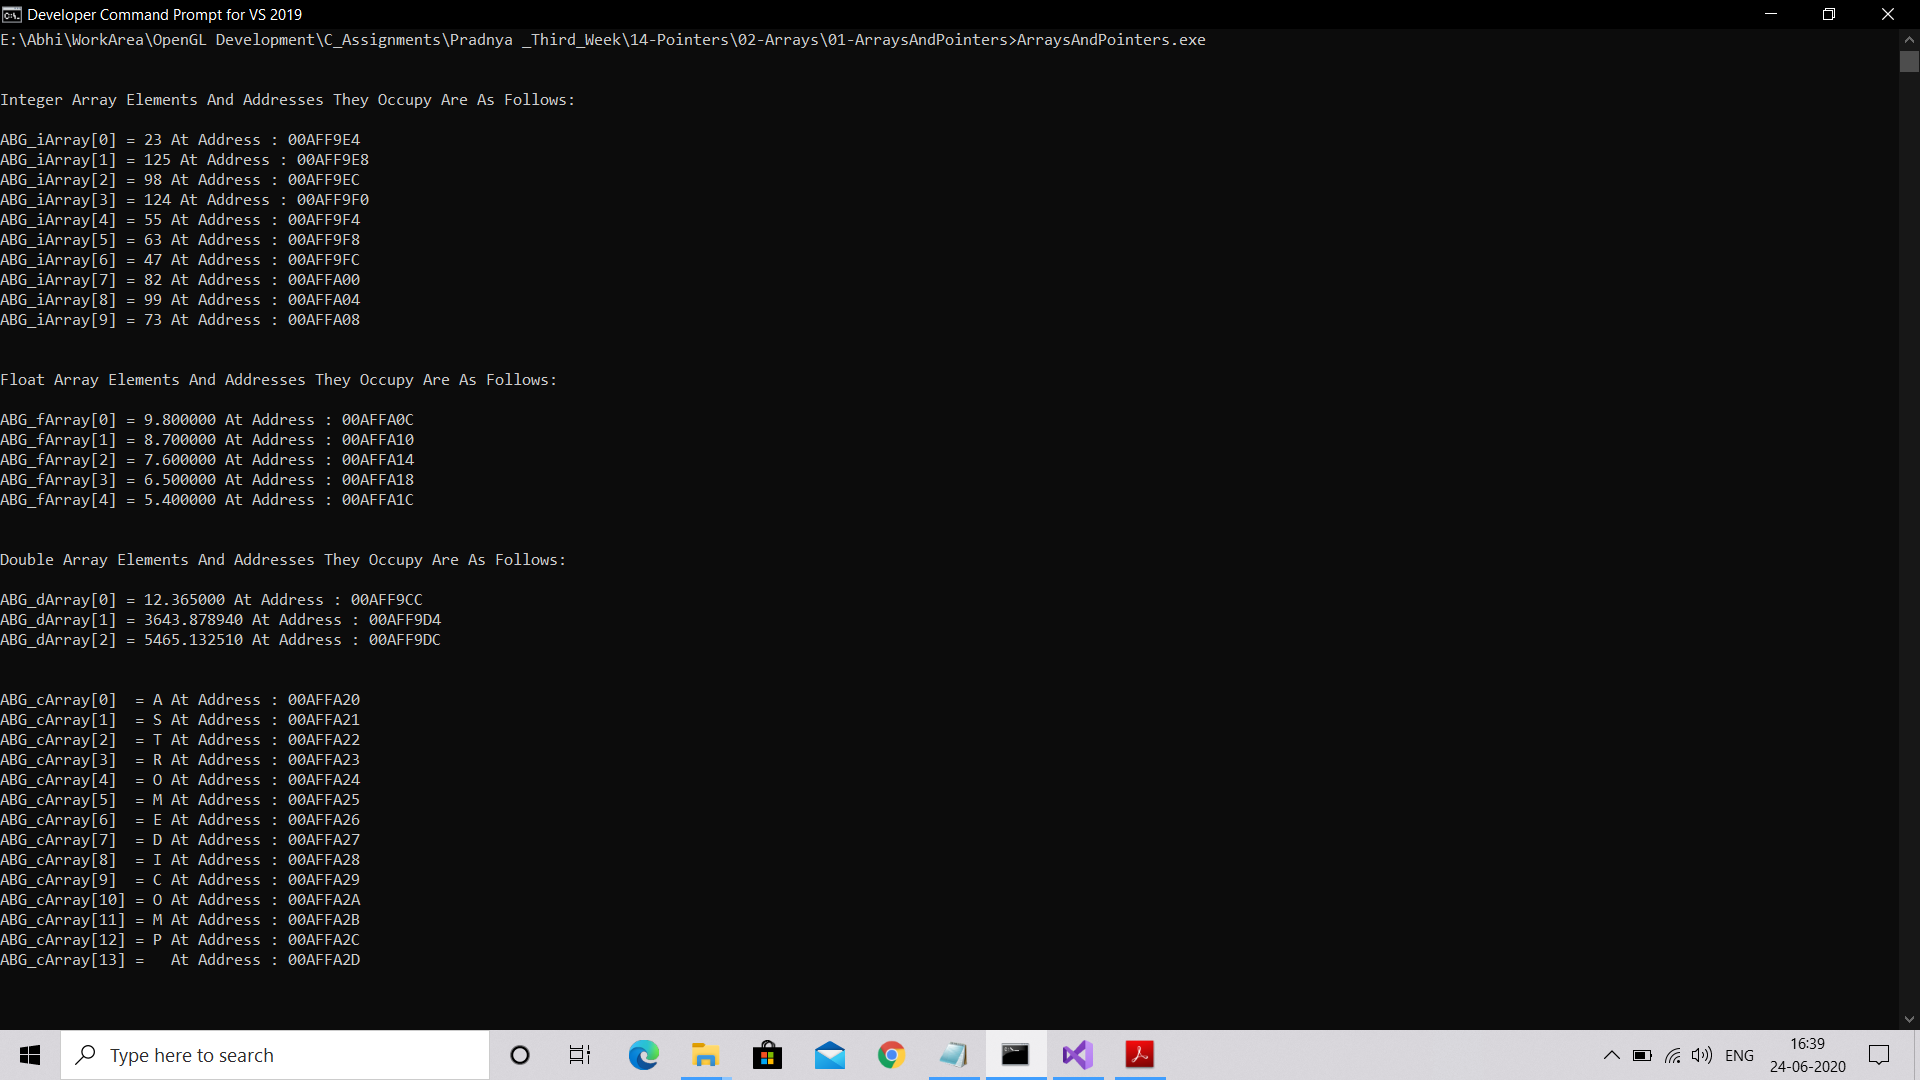 Developer Command Prompt for VS 2019
E:\Abhi\WorkArea\OpenGL Development\C_Assignments\Pradnya _Third_Week\14-Pointers\02-Arrays\01-ArraysAndPointers>ArraysAndPointers.exe
Integer Array Elements And Addresses They Occupy Are As Follows:
ABG_iArray[0] = 23 At Address : 00AFF9E4
ABG_iArray[1] = 125 At Address : 00AFF9E8
ABG_iArray[2] = 98 At Address : 00AFF9EC
ABG_iArray[3] = 124 At Address : 00AFF9F0
ABG_iArray[4] = 55 At Address : 00AFF9F4
ABG_iArray[5] = 63 At Address : 00AFF9F8
ABG_iArray[6] = 47 At Address : 00AFF9FC
ABG_iArray[7] = 82 At Address : 00AFFA00
ABG_iArray[8] = 99 At Address : 00AFFA04
ABG_iArray[9] = 73 At Address : 00AFFA08
Float Array Elements And Addresses They Occupy Are As Follows:
ABG_fArray[0] = 9.800000 At Address : 00AFFA0C
ABG_fArray[1] = 8.700000 At Address : 00AFFA10
ABG_fArray[2] = 7.600000 At Address : 00AFFA14
ABG_fArray[3] = 6.500000 At Address : 00AFFA18
ABG_fArray[4] = 5.400000 At Address : 00AFFA1C
Double Array Elements And Addresses They Occupy Are As Follows:
ABG_dArray[0] = 12.365000 At Address : 00AFF9CC
ABG_dArray[1] = 3643.878940 At Address : 00AFF9D4
ABG_dArray[2] = 5465.132510 At Address : 00AFF9DC
ABG_cArray[0]  = A At Address : 00AFFA20
ABG_cArray[1]  = S At Address : 00AFFA21
ABG_cArray[2]  = T At Address : 00AFFA22
ABG_cArray[3]  = R At Address : 00AFFA23
ABG_cArray[4]  = O At Address : 00AFFA24
ABG_cArray[5]  = M At Address : 00AFFA25
ABG_cArray[6]  = E At Address : 00AFFA26
ABG_cArray[7]  = D At Address : 00AFFA27
ABG_cArray[8]  = I At Address : 00AFFA28
ABG_cArray[9]  = C At Address : 00AFFA29
ABG_cArray[10] = O At Address : 00AFFA2A
ABG_cArray[11] = M At Address : 00AFFA2B
ABG_cArray[12] = P At Address : 00AFFA2C
ABG_cArray[13] =   At Address : 00AFFA2D
Type here to search
ENG
16:39
24-06-2020